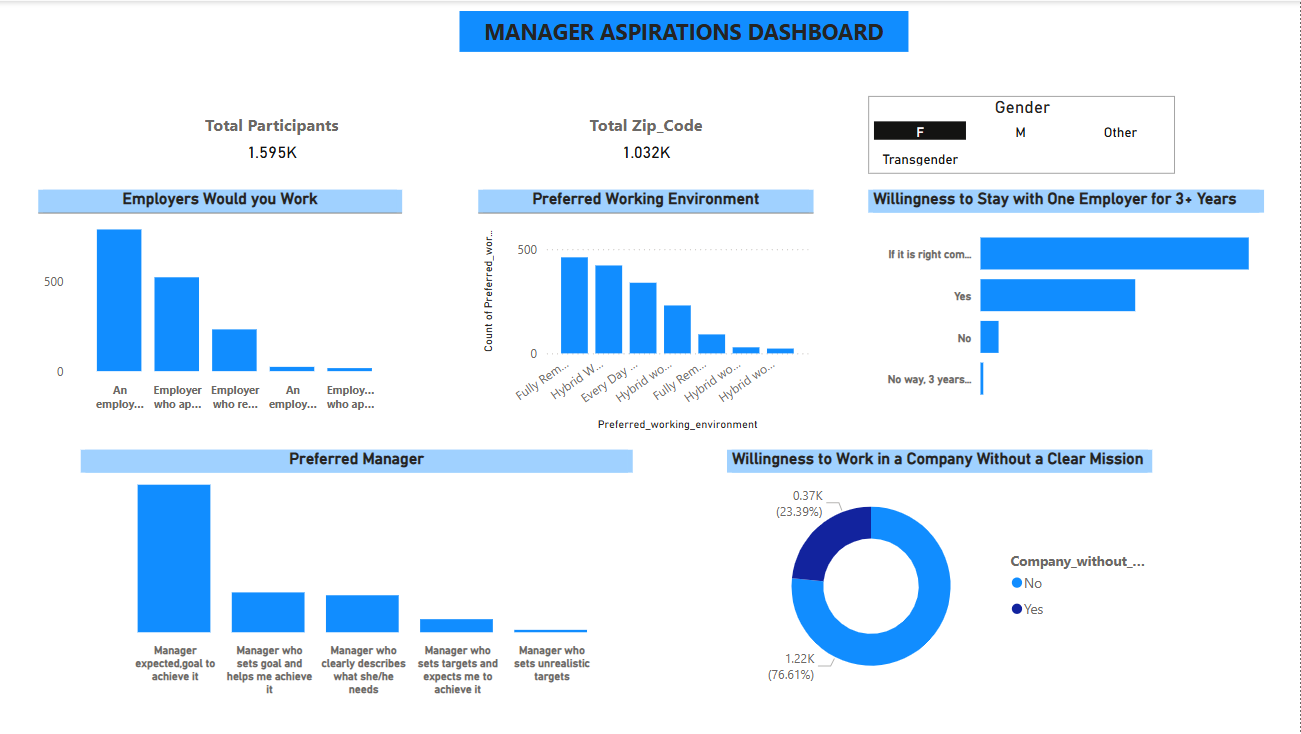 MANAGER ASPIRATIONS DASHBOARD
Total Participants
1.595K
Total Zip_Code
1.032K
Gender
F
M
Other
Transgender
Employers Would you Work
500
0
An
employ...
Employer
who ap...
Employer
who re...
An
employ...
Employ...
who ap...
Preferred Working Environment
Count of Preferred_wor...
500
0
Fully Rem...
Hybrid W...
Every Day ...
Hybrid wo...
Fully Rem...
Hybrid wo...
Hybrid wo...
Preferred_working_environment
Willingness to Stay with One Employer for 3+ Years
If it is right com...
Yes
No
No way, 3 years...
Preferred Manager
Manager
expected,goal to
achieve it
Manager who
sets goal and
helps me achieve
it
Manager who
clearly describes
what she/he
needs
Manager who
sets targets and
expects me to
achieve it
Manager who
sets unrealistic
targets
Willingness to Work in a Company Without a Clear Mission
0.37K
(23.39%)
1.22K
(76.61%)
Company_without_...
No
Yes